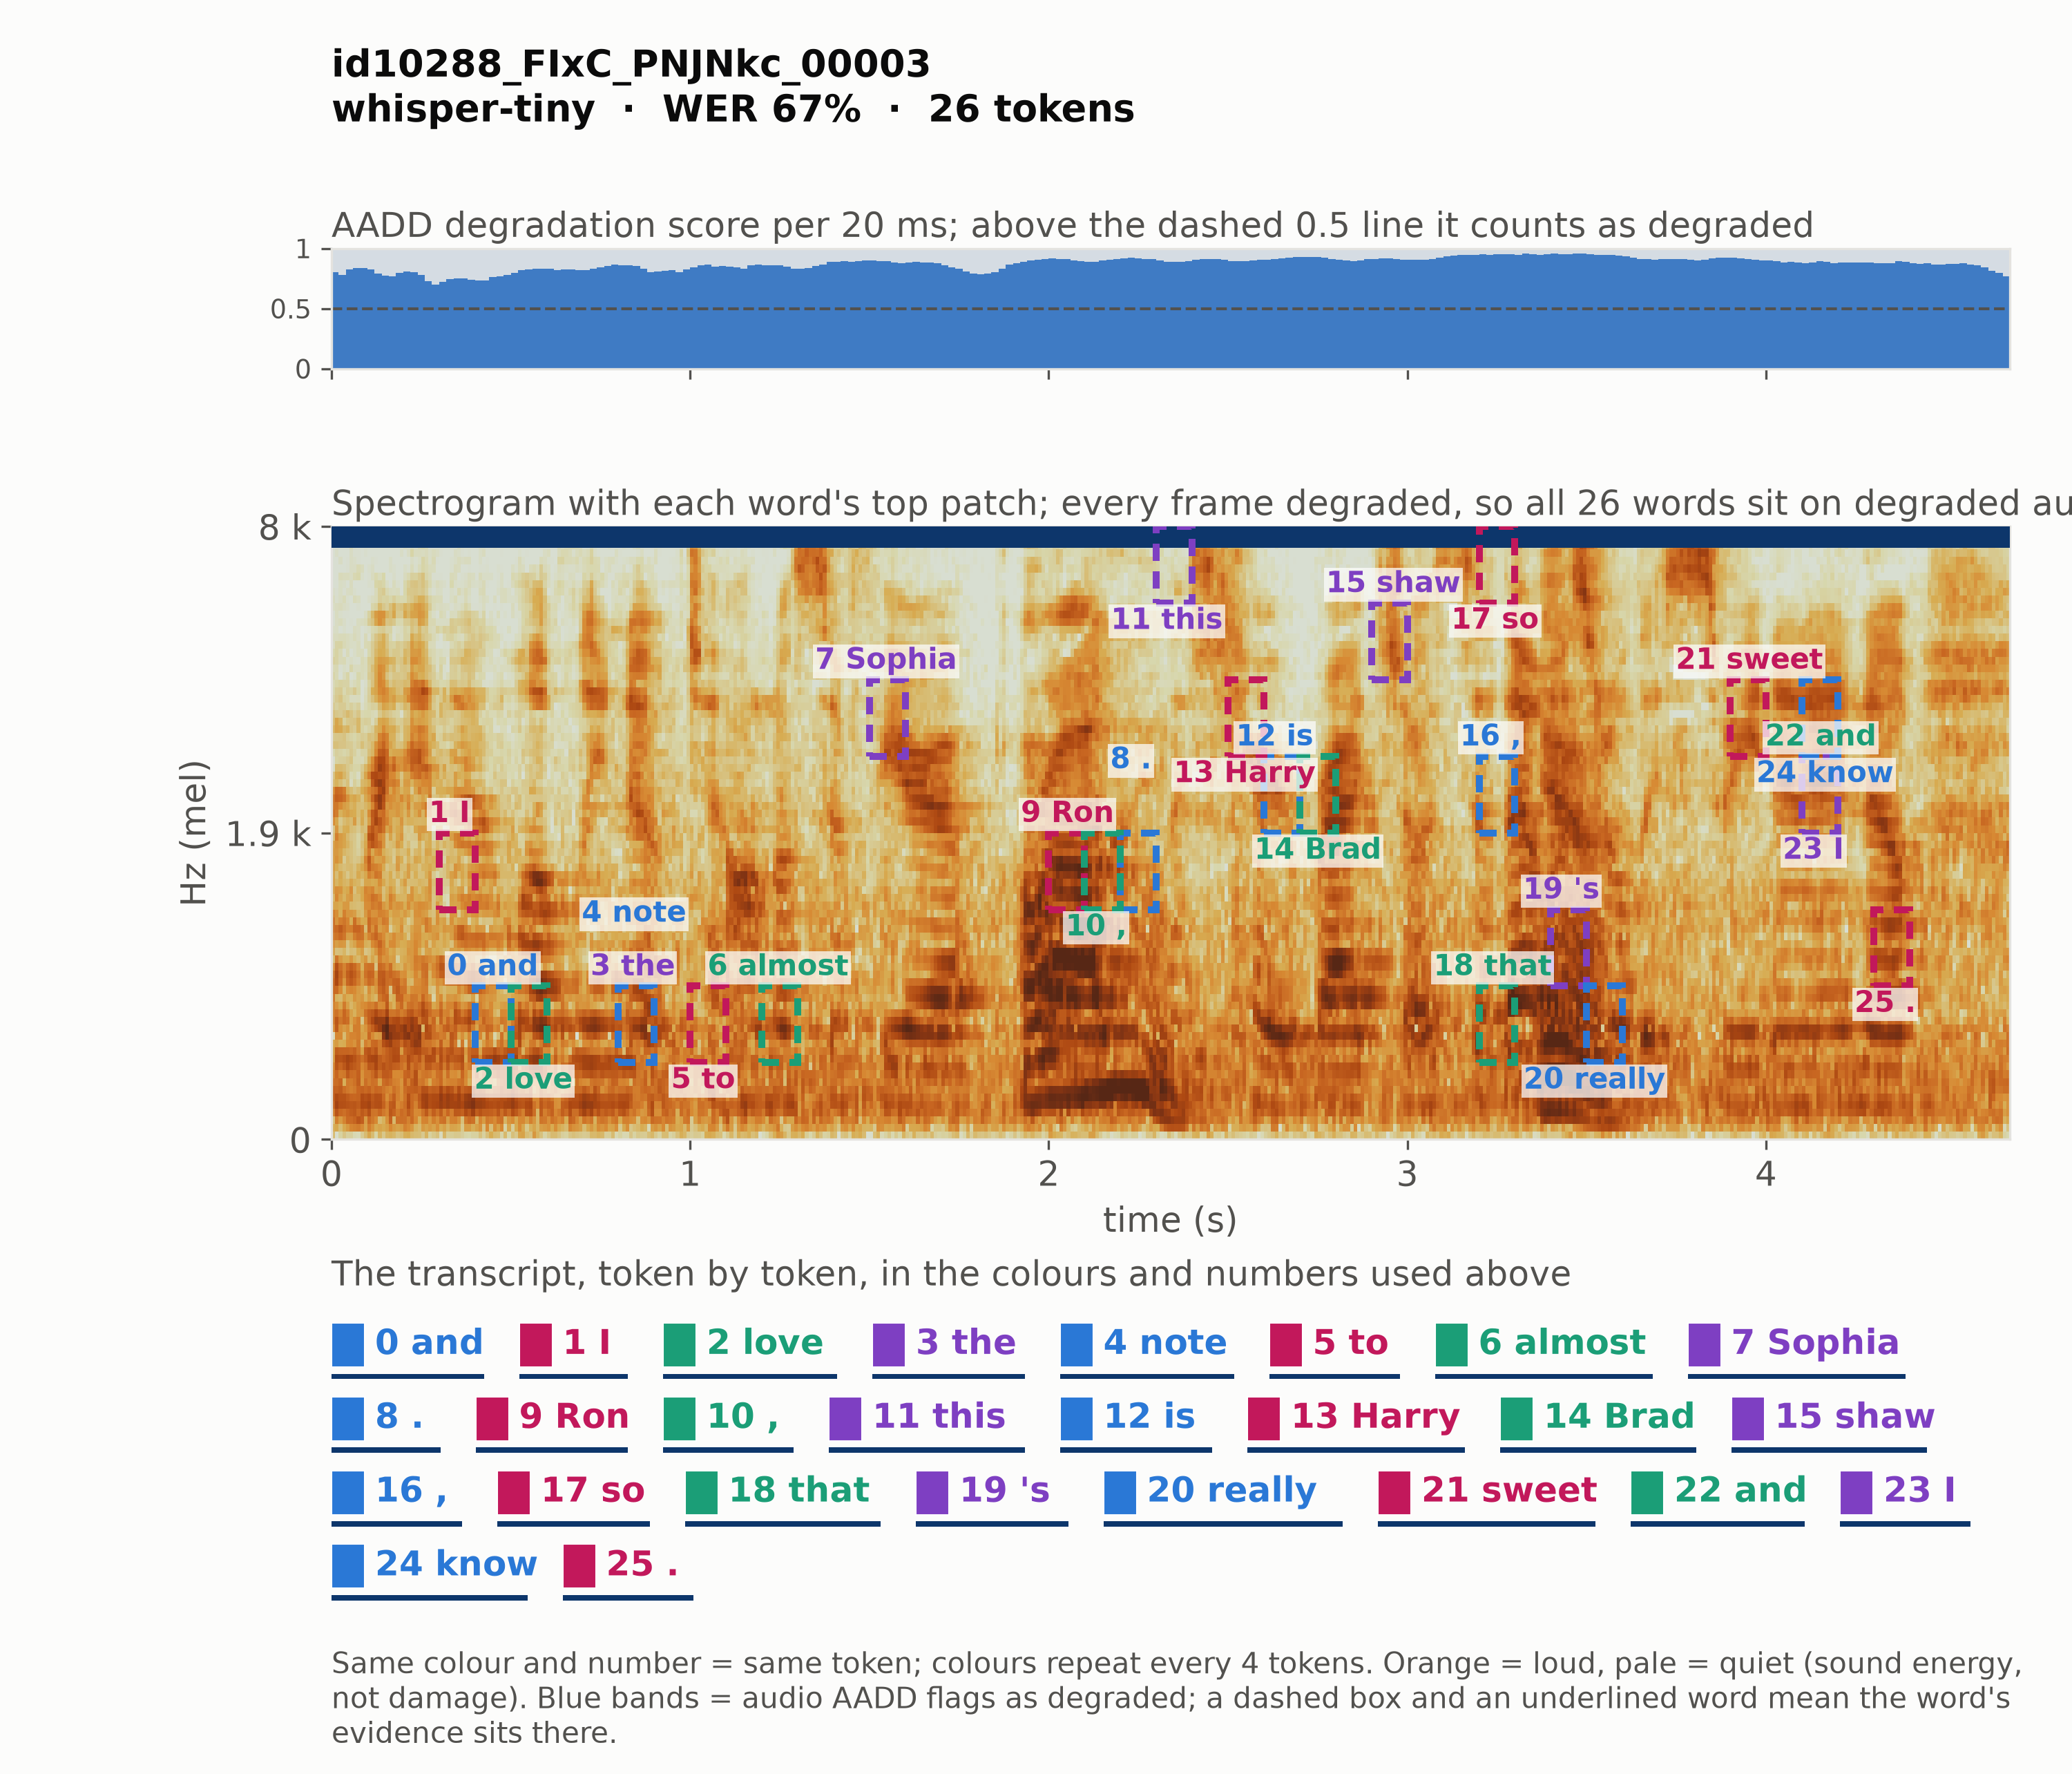 id10288_FIxC_PNJNkc_00003
whisper-tiny · WER 67% · 26 tokens
AADD degradation score per 20 ms; above the dashed 0.5 line it counts as degraded
1
0.5
0
Spectrogram with each word's top patch; every frame degraded, so all 26 words sit on degraded au
8 k
1.9 k
0
Hz (mel)
11 this
15 shaw
17 so
7 Sophia
21 sweet
12 is
16 ,
22 and
8 .
13 Harry
24 know
1 I
9 Ron
14 Brad
23 I
19 's
4 note
10 ,
0 and
3 the
6 almost
18 that
25 .
2 love
5 to
20 really
0 1 2 3 4
time (s)
The transcript, token by token, in the colours and numbers used above
0 and 1 I 2 love 3 the 4 note 5 to 6 almost 7 Sophia
8 . 9 Ron 10 , 11 this 12 is 13 Harry 14 Brad 15 shaw
16 , 17 so 18 that 19 's 20 really 21 sweet 22 and 23 I
24 know 25 .
Same colour and number = same token; colours repeat every 4 tokens. Orange = loud, pale = quiet (sound energy,
not damage). Blue bands = audio AADD flags as degraded; a dashed box and an underlined word mean the word's
evidence sits there.